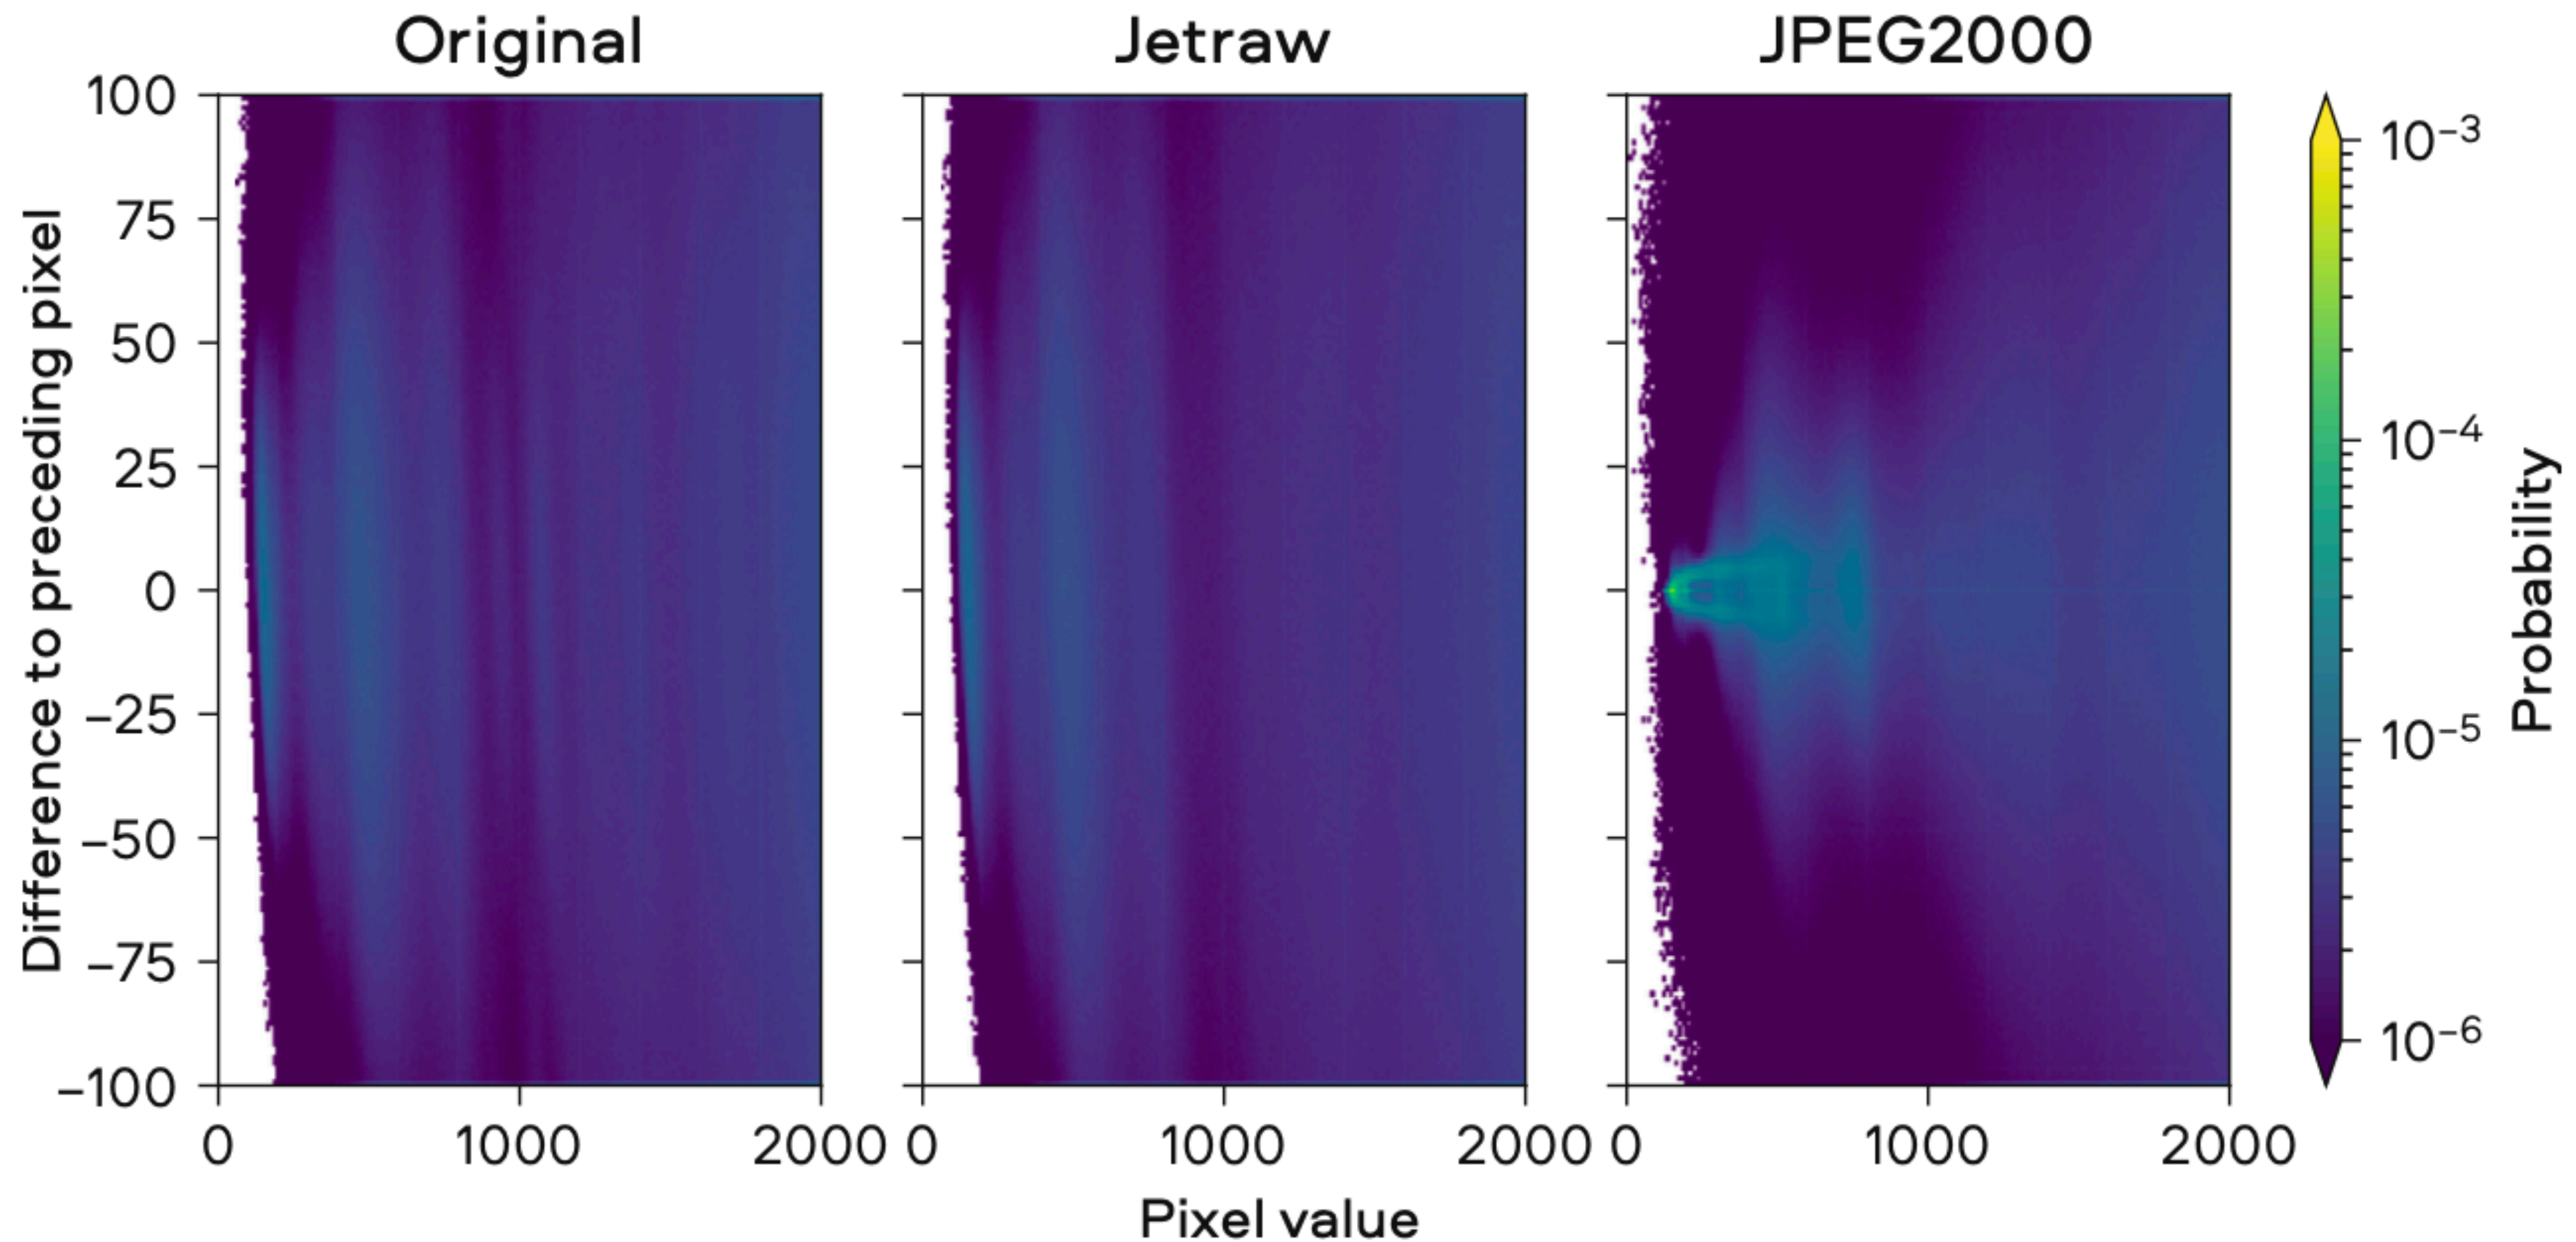 Original
Jetraw
JPEG2000
Difference to preceding pixel
100
75
50
25
0
−25
−50
−75
−100
0 1000 2000
0 1000 2000
0 1000 2000
Pixel value
10⁻³
10⁻⁴
10⁻⁵
10⁻⁶
Probability